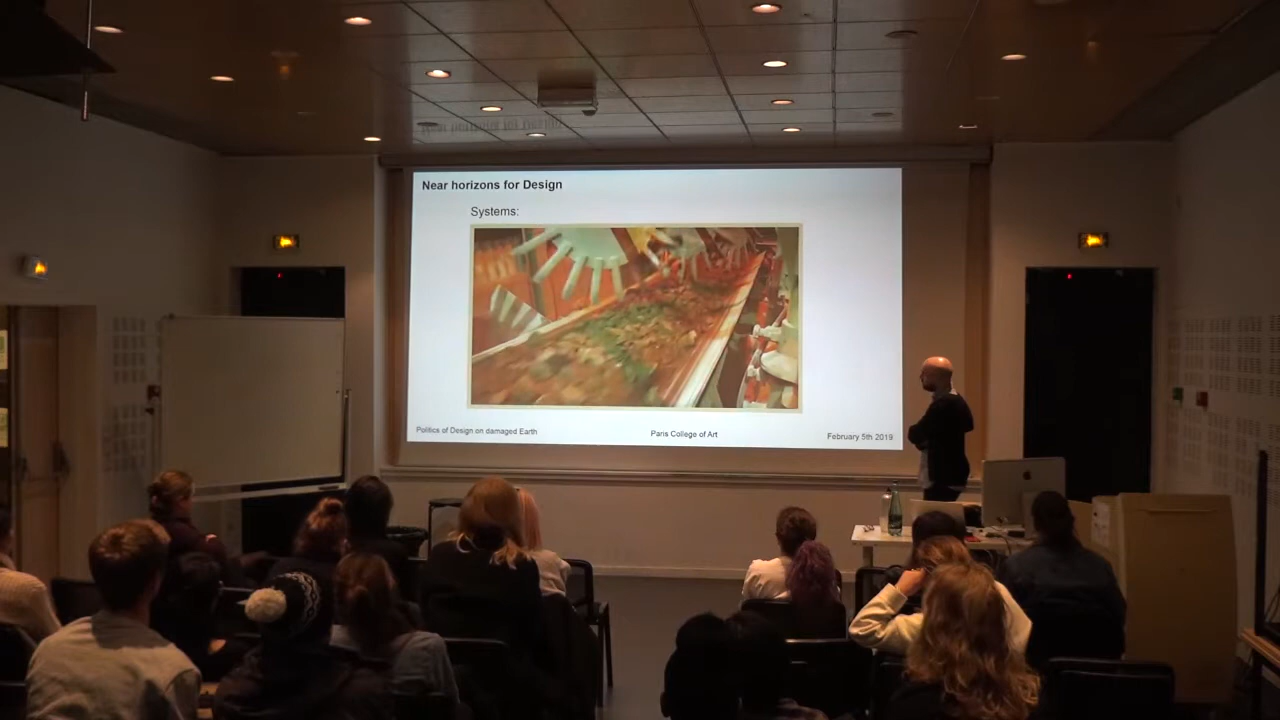 Near horizons for Design
Systems:
Politics of Design on damaged Earth
Paris College of Art
February 5th 2019